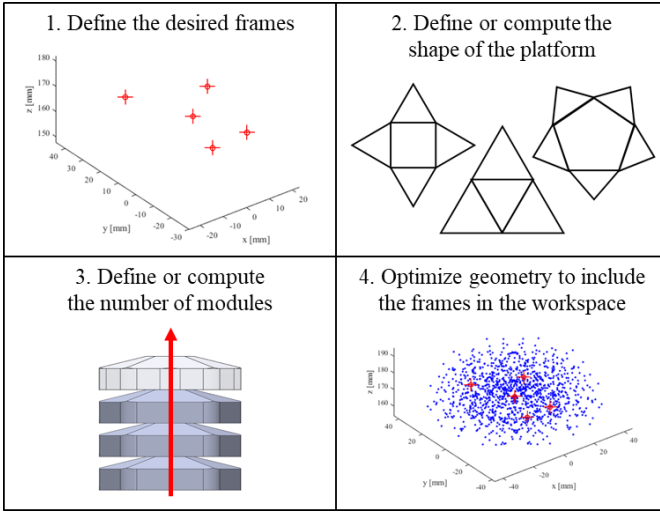 1. Define the desired frames
180
170
160
150
z [mm]
40
30
20
10
0
-10
-20
-30
y [mm]
-20
-10
0
10
20
x [mm]
2. Define or compute the
shape of the platform
3. Define or compute
the number of modules
4. Optimize geometry to include
the frames in the workspace
190
180
170
160
z [mm]
40
20
0
-20
-40
y [mm]
-40
-20
0
20
40
x [mm]